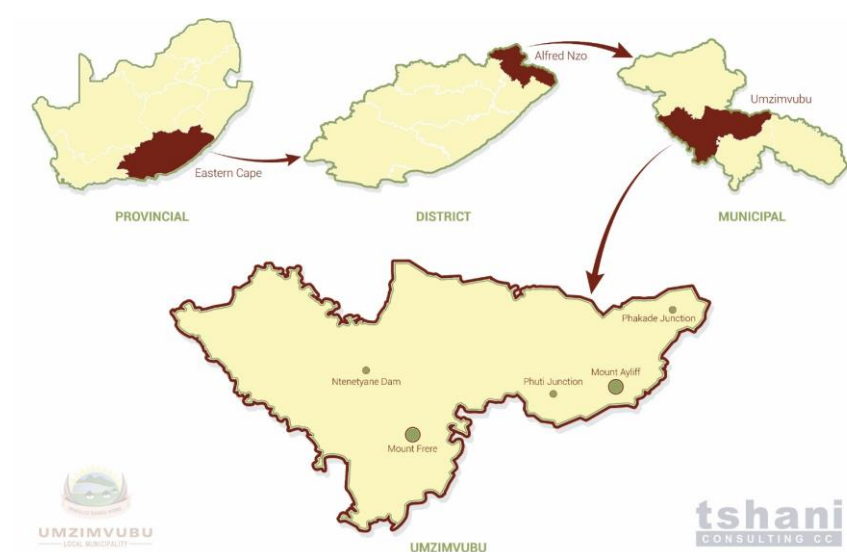 Alfred Nzo
Umzimvubu
Eastern Cape
PROVINCIAL
DISTRICT
MUNICIPAL
Phakade Junction
Ntenetyane Dam
Phuti Junction
Mount Ayliff
Mount Frere
UMZIMVUBU
LOCAL MUNICIPALITY
UMZIMVUBU
tshani
CONSULTING CC